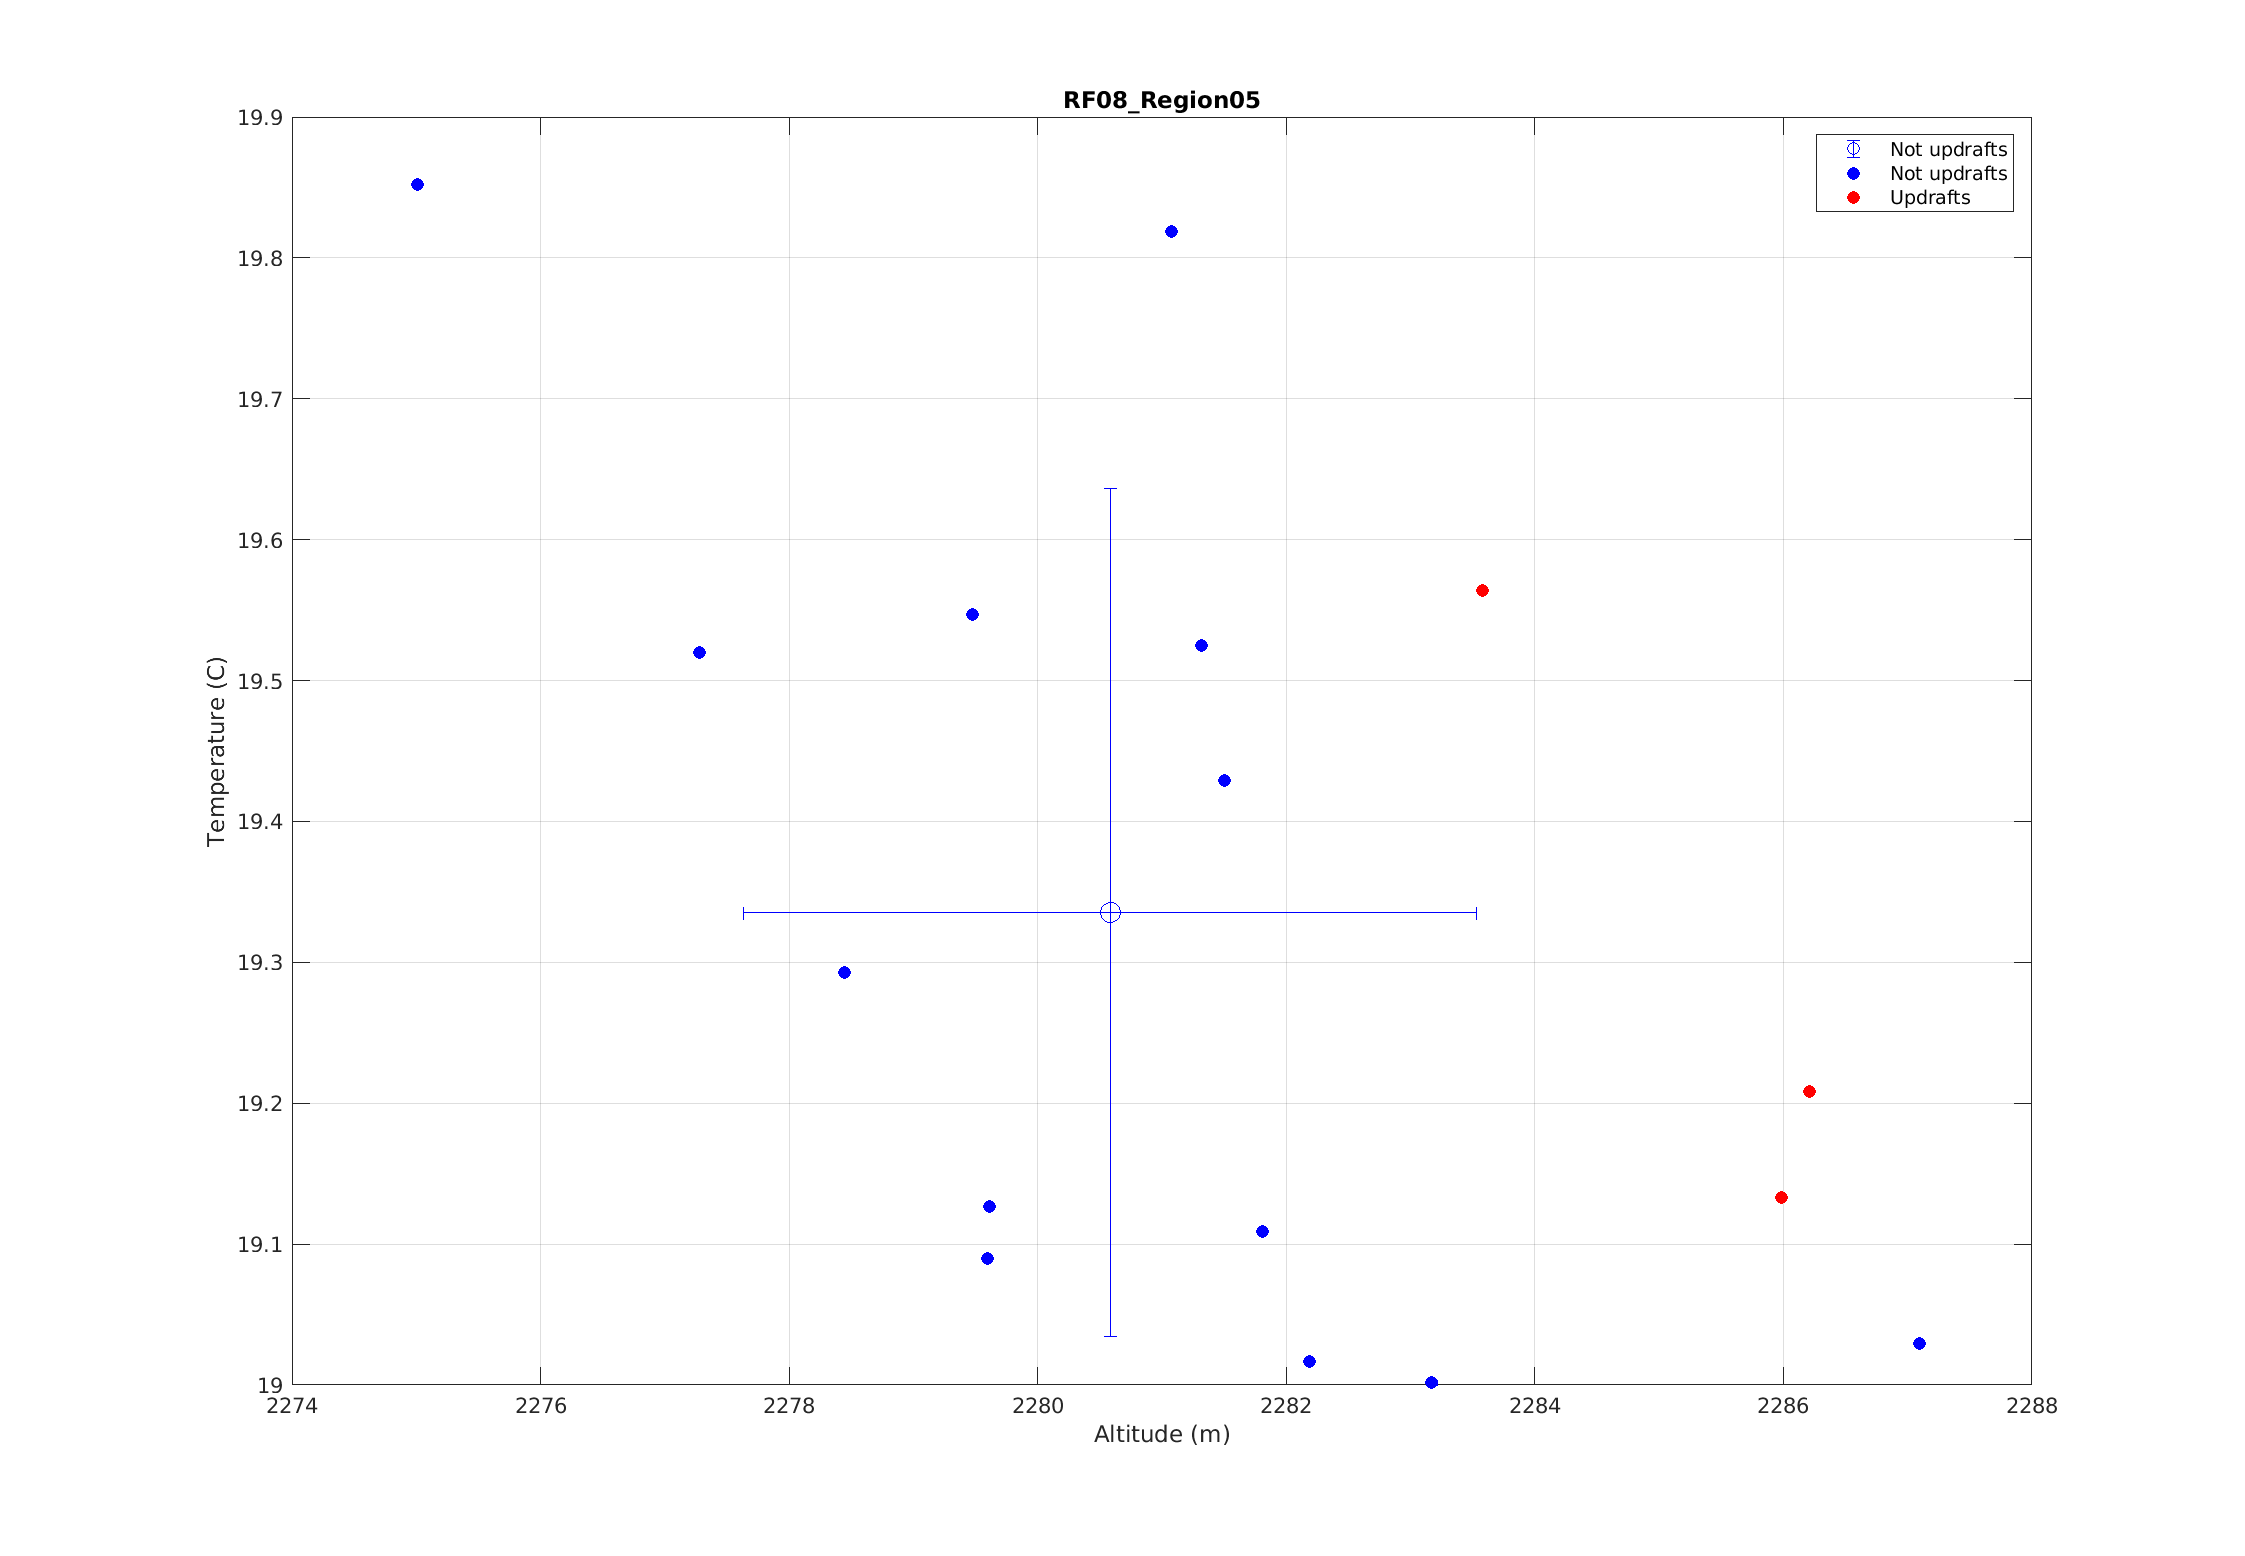 RF08_Region05
Not updrafts
Not updrafts
Updrafts
19.9
19.8
19.7
19.6
19.5
19.4
19.3
19.2
19.1
19
Temperature (C)
2274 2276 2278 2280 2282 2284 2286 2288
Altitude (m)